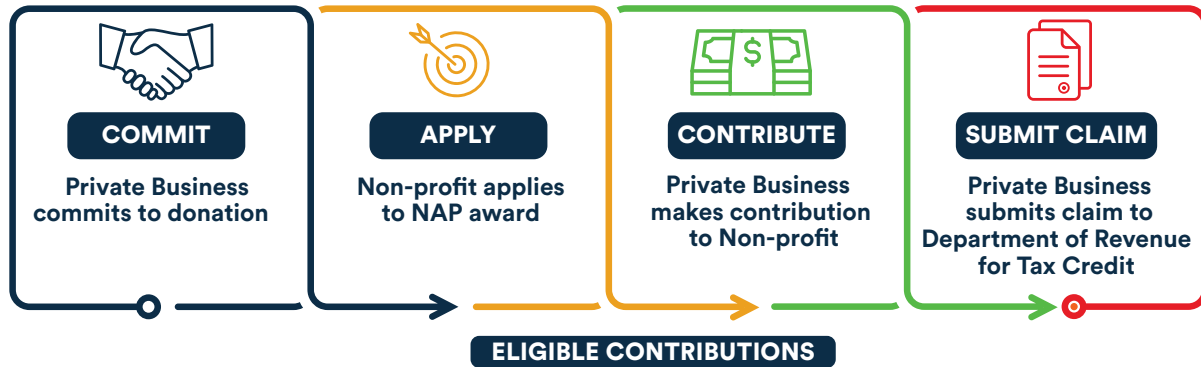 COMMIT
Private Business
commits to donation
APPLY
Non-profit applies
to NAP award
$
CONTRIBUTE
Private Business
makes contribution
to Non-profit
SUBMIT CLAIM
Private Business
submits claim to
Department of Revenue
for Tax Credit
ELIGIBLE CONTRIBUTIONS